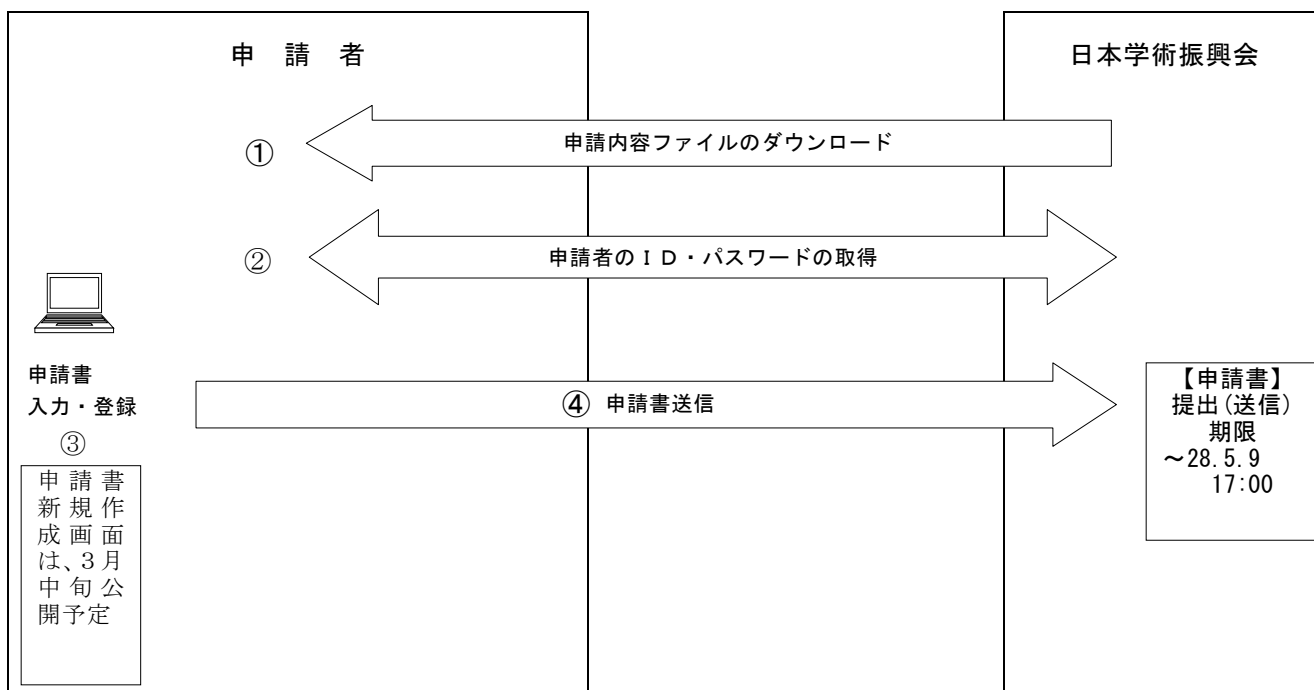 申　請　者
日本学術振興会
① 申請内容ファイルのダウンロード
② 申請者のＩＤ・パスワードの取得
申請書
入力・登録
③
④ 申請書送信
【申請書】
提出(送信)
期限
～28.5.9
17:00
申請書
新規作
成画面
は、３月
中旬公
開予定